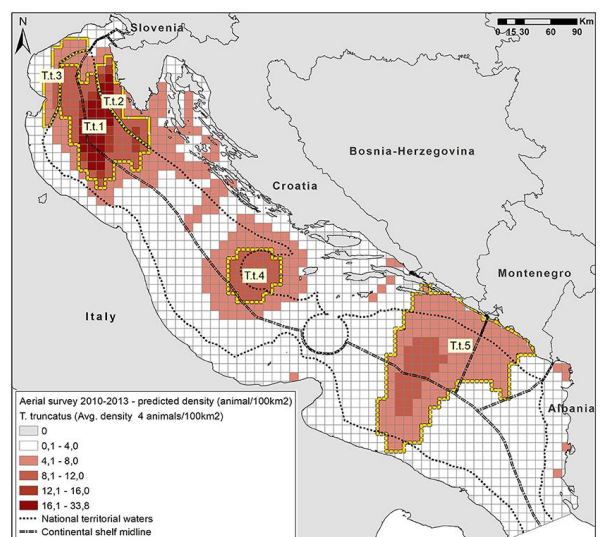 N
Slovenia
Km
0 15 30 60 90
T.t.3
T.t.2
T.t.1
Bosnia-Herzegovina
Croatia
Montenegro
T.t.4
Italy
T.t.5
Albania
Aerial survey 2010-2013 - predicted density (animal/100km2)
T. truncatus (Avg. density 4 animals/100km2)
0
0,1 - 4,0
4,1 - 8,0
8,1 - 12,0
12,1 - 16,0
16,1 - 33,8
National territorial waters
Continental shelf midline